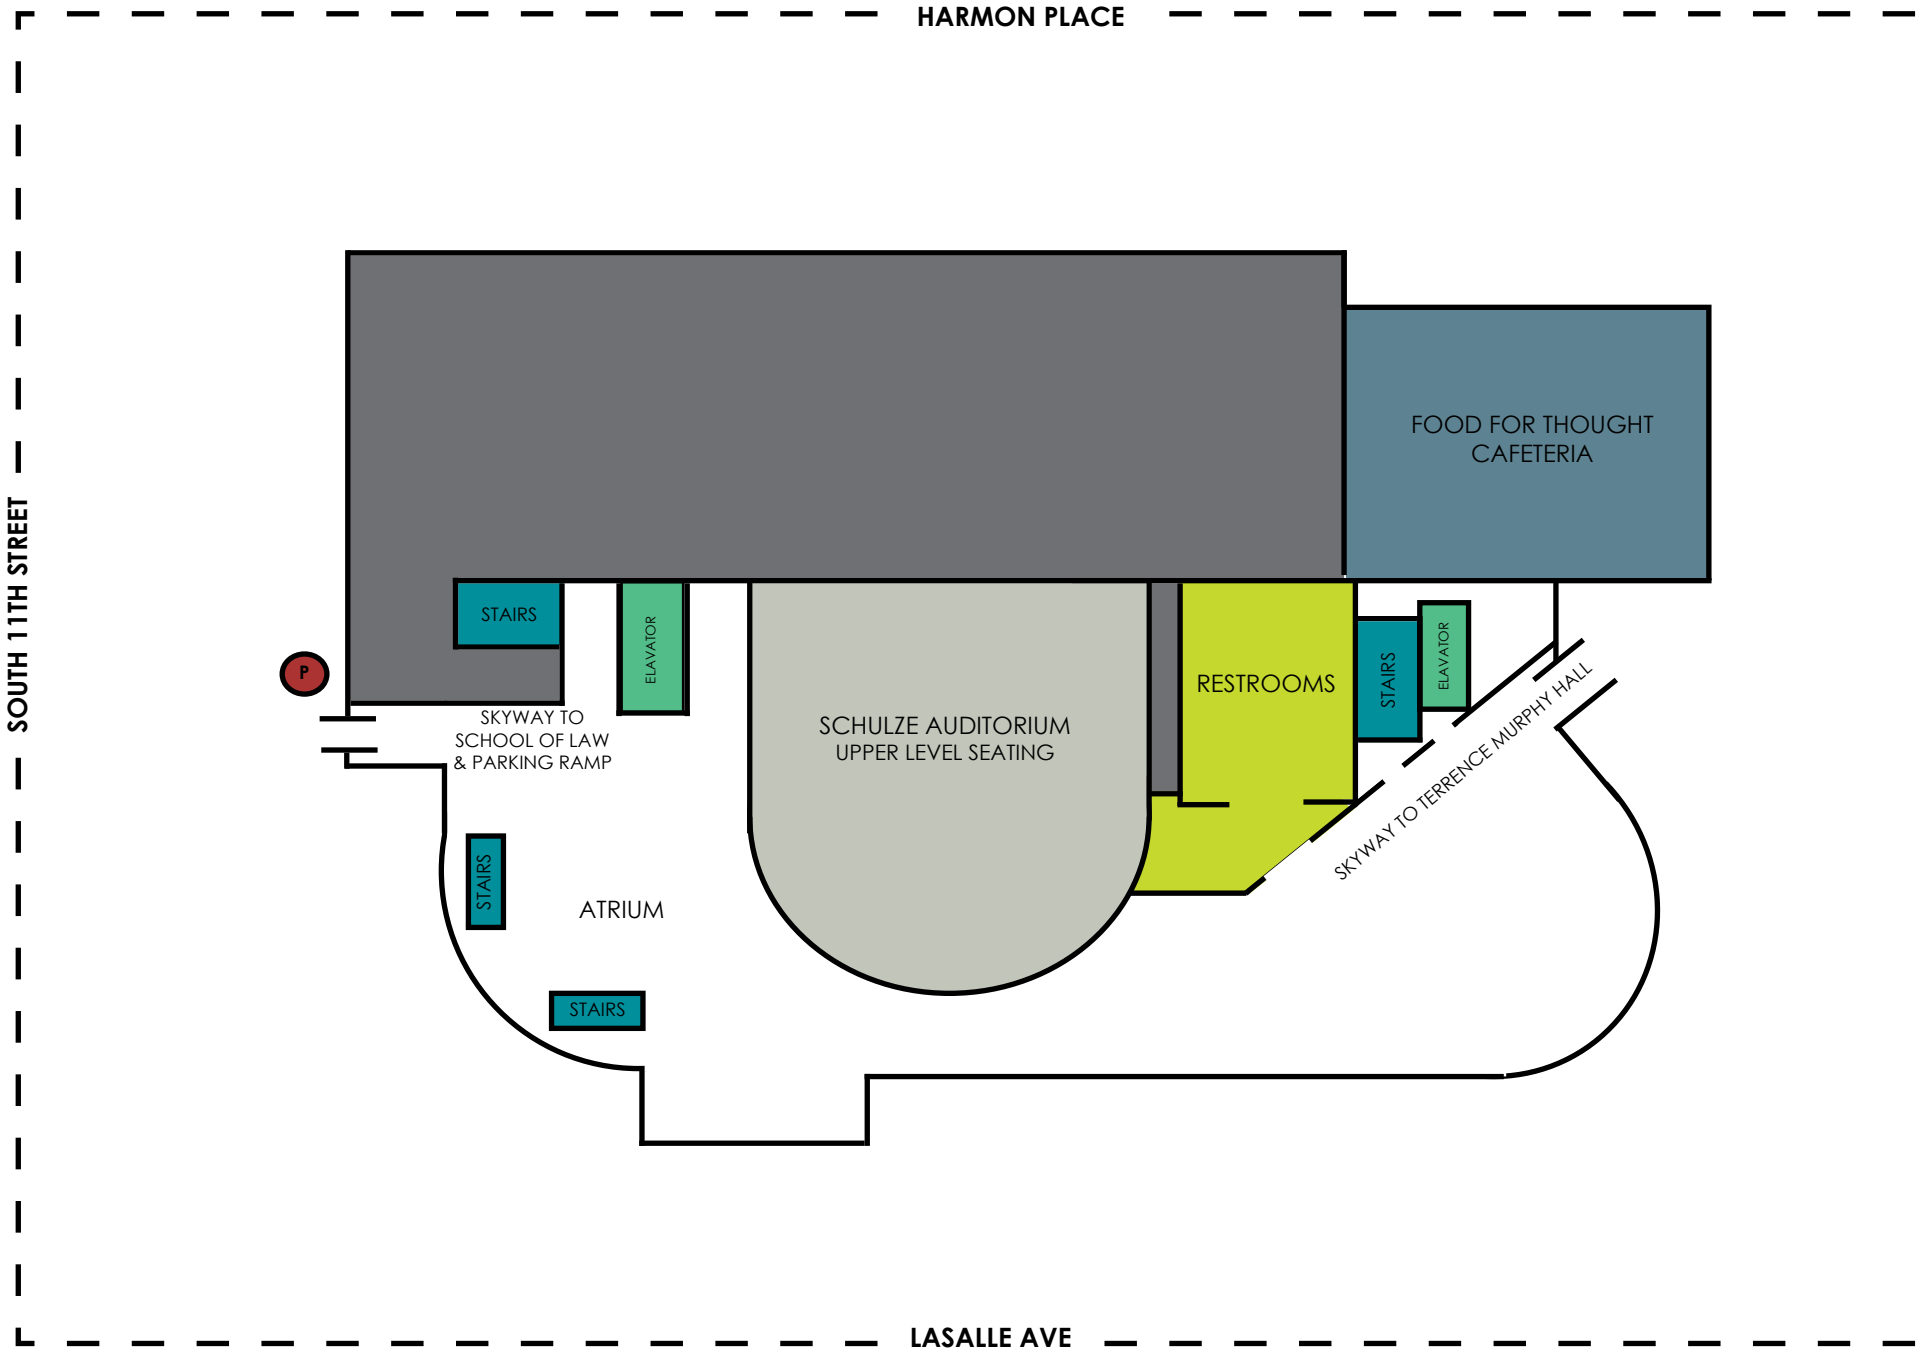 HARMON PLACE
SOUTH 11TH STREET
FOOD FOR THOUGHT
CAFETERIA
STAIRS
ELAVATOR
P
SKYWAY TO
SCHOOL OF LAW
& PARKING RAMP
SCHULZE AUDITORIUM
UPPER LEVEL SEATING
RESTROOMS
STAIRS
ELAVATOR
SKYWAY TO TERRENCE MURPHY HALL
STAIRS
ATRIUM
STAIRS
LASALLE AVE